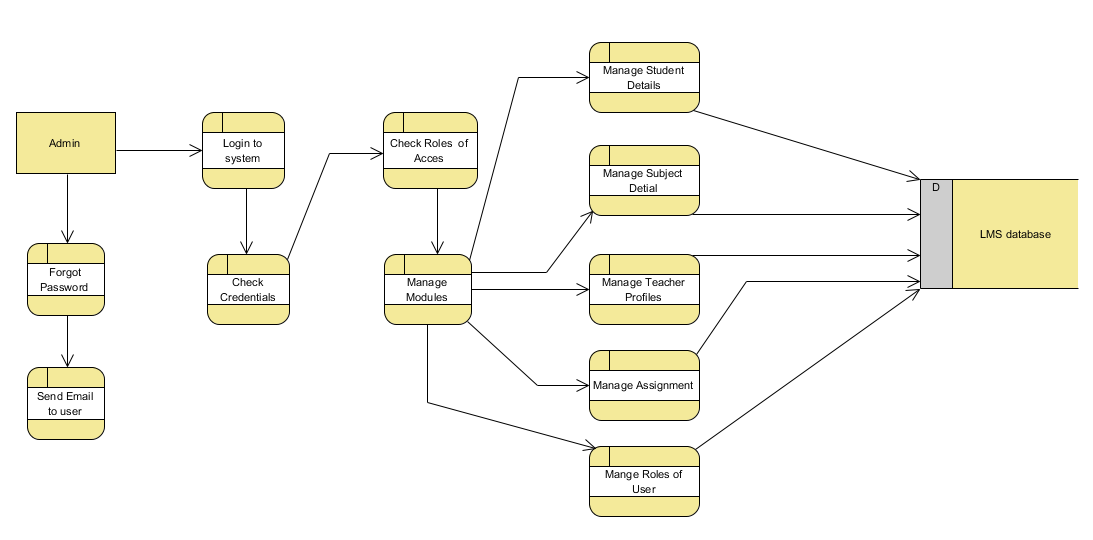 Admin
Login to
system
Check Roles of
Acces
Forgot
Password
Check
Credentials
Manage
Modules
Send Email
to user
Manage Student
Details
Manage Subject
Detial
Manage Teacher
Profiles
Manage Assignment
Mange Roles of
User
D
LMS database